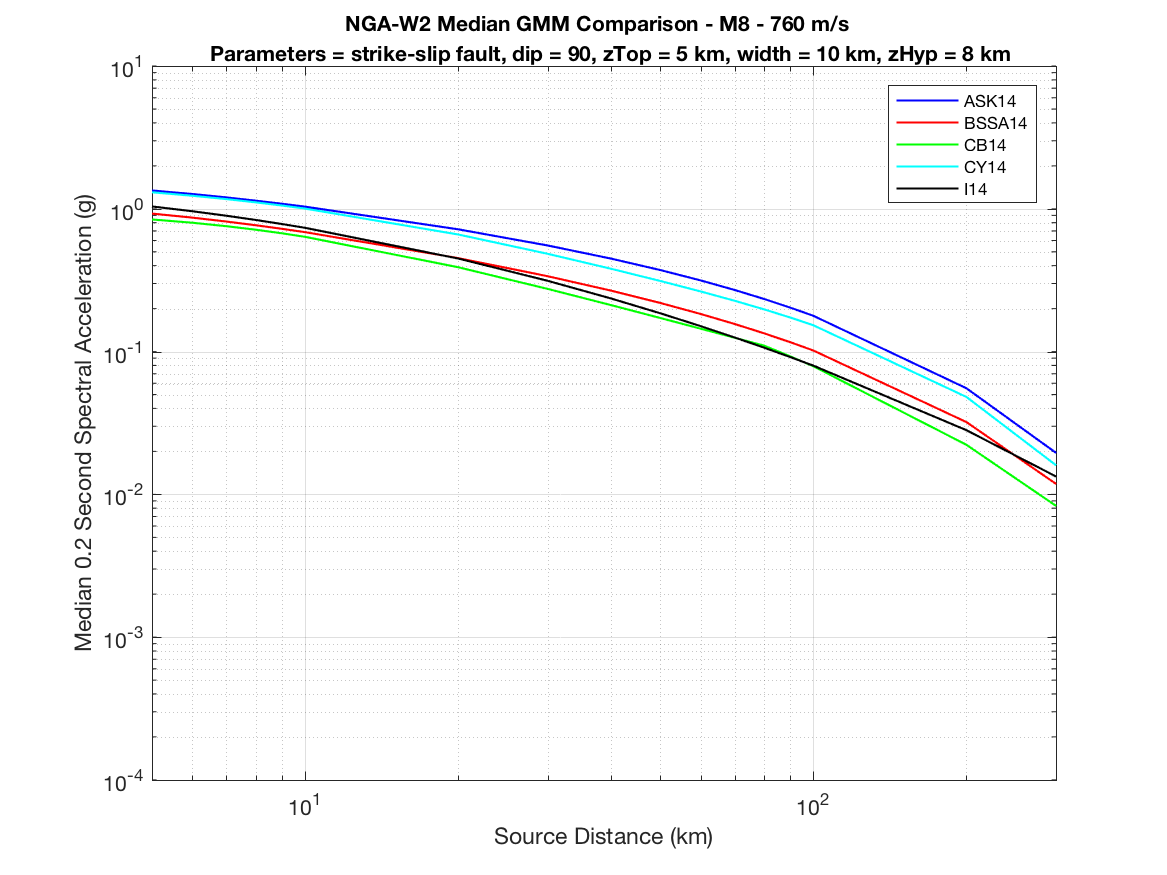 NGA-W2 Median GMM Comparison - M8 - 760 m/s
Parameters = strike-slip fault, dip = 90, zTop = 5 km, width = 10 km, zHyp = 8 km
ASK14
BSSA14
CB14
CY14
I14
Median 0.2 Second Spectral Acceleration (g)
10^1
10^0
10^-1
10^-2
10^-3
10^-4
10^1
10^2
Source Distance (km)